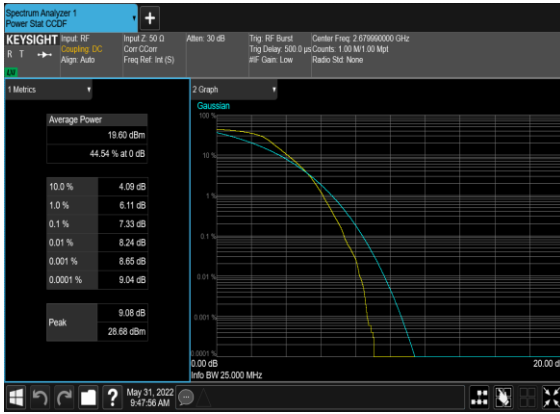 Spectrum Analyzer 1
Power Stat CCDF
KEYSIGHT
R T
Input: RF
Coupling: DC
Align: Auto
Input Z: 50 Ω
Corr CCorr
Freq Ref: Int (S)
Atten: 30 dB
Trig: RF Burst
Trig Delay: 500.0 µs
#IF Gain: Low
Center Freq: 2.679990000 GHz
Counts: 1.00 M/1.00 Mpt
Radio Std: None
1 Metrics
Average Power
19.60 dBm
44.54 % at 0 dB
10.0 % 4.09 dB
1.0 % 6.11 dB
0.1 % 7.33 dB
0.01 % 8.24 dB
0.001 % 8.65 dB
0.0001 % 9.04 dB
Peak
9.08 dB
28.68 dBm
2 Graph
Gaussian
100 %
10 %
1 %
0.1 %
0.01 %
0.001 %
0.0001 %
0.00 dB
20.00 d
Info BW 25.000 MHz
?
May 31, 2022
9:47:56 AM